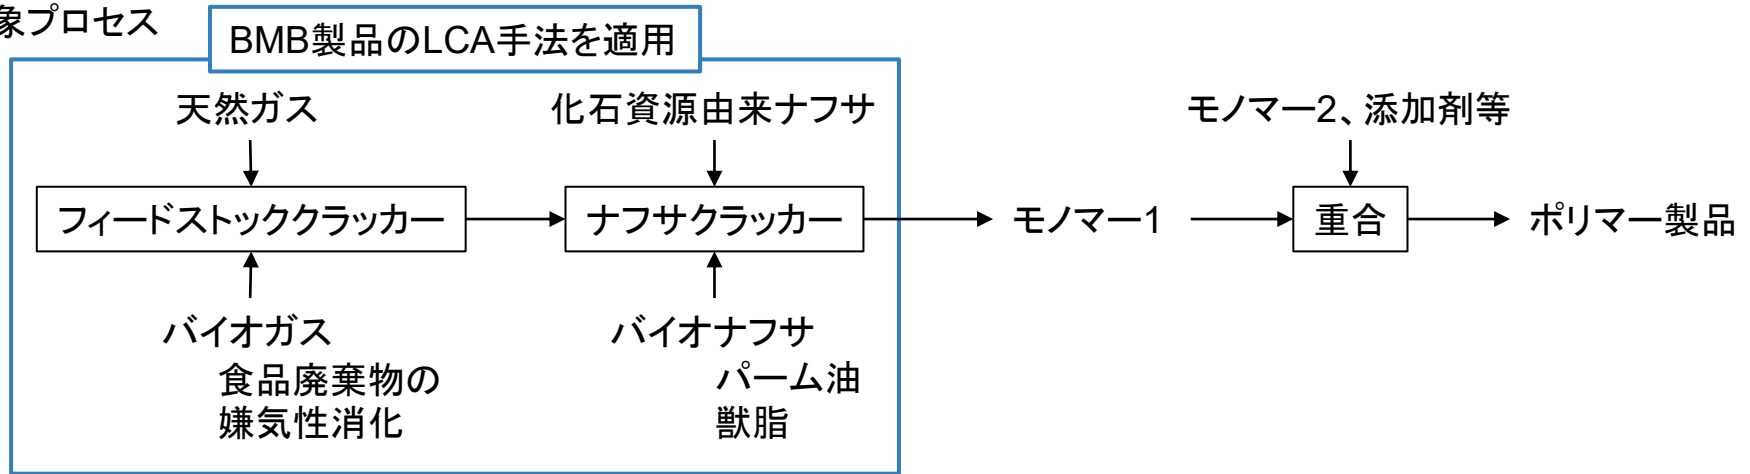 象プロセス
BMB製品のLCA手法を適用
天然ガス
化石資源由来ナフサ
モノマー2、添加剤等
フィードストッククラッカー
ナフサクラッカー
モノマー1
重合
ポリマー製品
バイオガス
バイオナフサ
食品廃棄物の
嫌気性消化
パーム油
獣脂